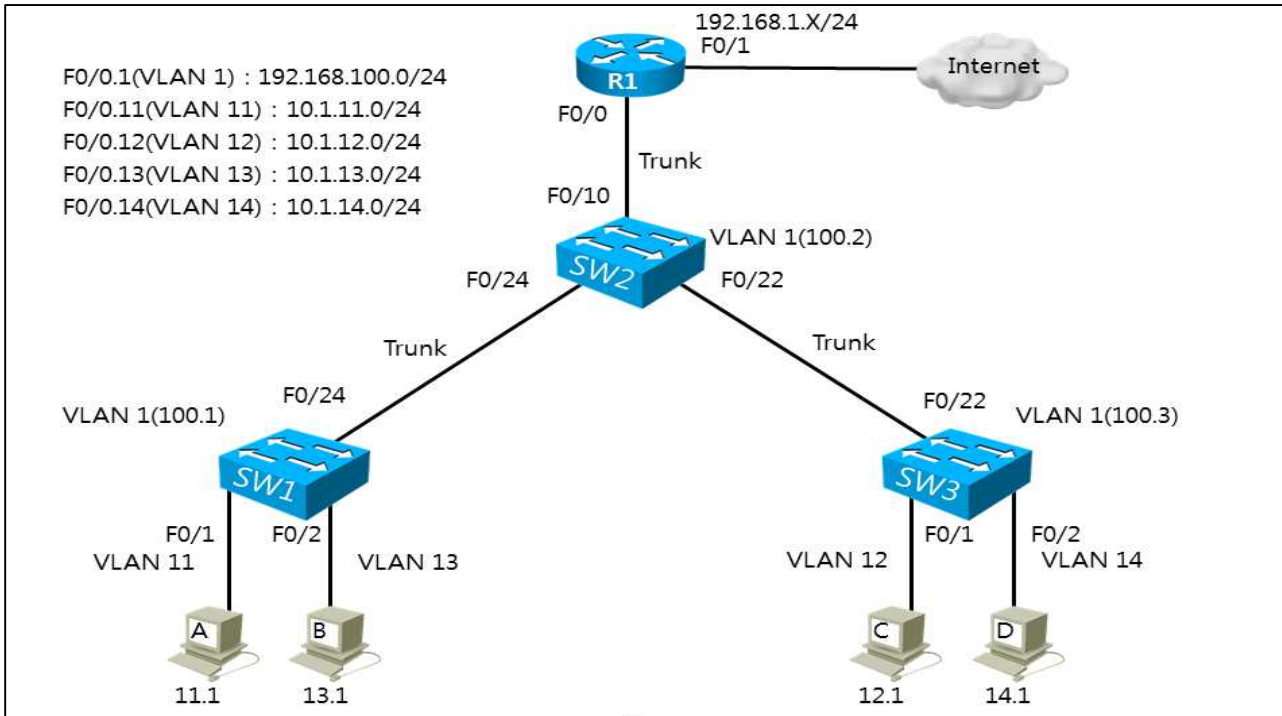 192.168.1.X/24
F0/1
Internet
R1
F0/0.1(VLAN 1) : 192.168.100.0/24
F0/0.11(VLAN 11) : 10.1.11.0/24
F0/0.12(VLAN 12) : 10.1.12.0/24
F0/0.13(VLAN 13) : 10.1.13.0/24
F0/0.14(VLAN 14) : 10.1.14.0/24
F0/0
Trunk
F0/10
VLAN 1(100.2)
SW2
F0/24
F0/22
Trunk
Trunk
F0/24
F0/22
VLAN 1(100.1)
VLAN 1(100.3)
SW1
SW3
F0/1
F0/2
F0/1
F0/2
VLAN 11
VLAN 13
VLAN 12
VLAN 14
A
B
C
D
11.1
13.1
12.1
14.1